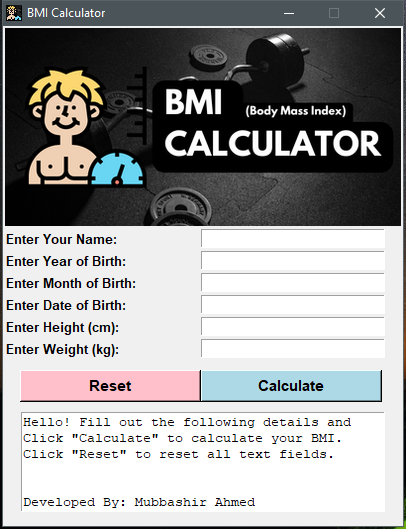 BMI Calculator
BMI (Body Mass Index)
CALCULATOR
Enter Your Name:
Enter Year of Birth:
Enter Month of Birth:
Enter Date of Birth:
Enter Height (cm):
Enter Weight (kg):
Reset Calculate
Hello! Fill out the following details and
Click "Calculate" to calculate your BMI.
Click "Reset" to reset all text fields.
Developed By: Mubbashir Ahmed